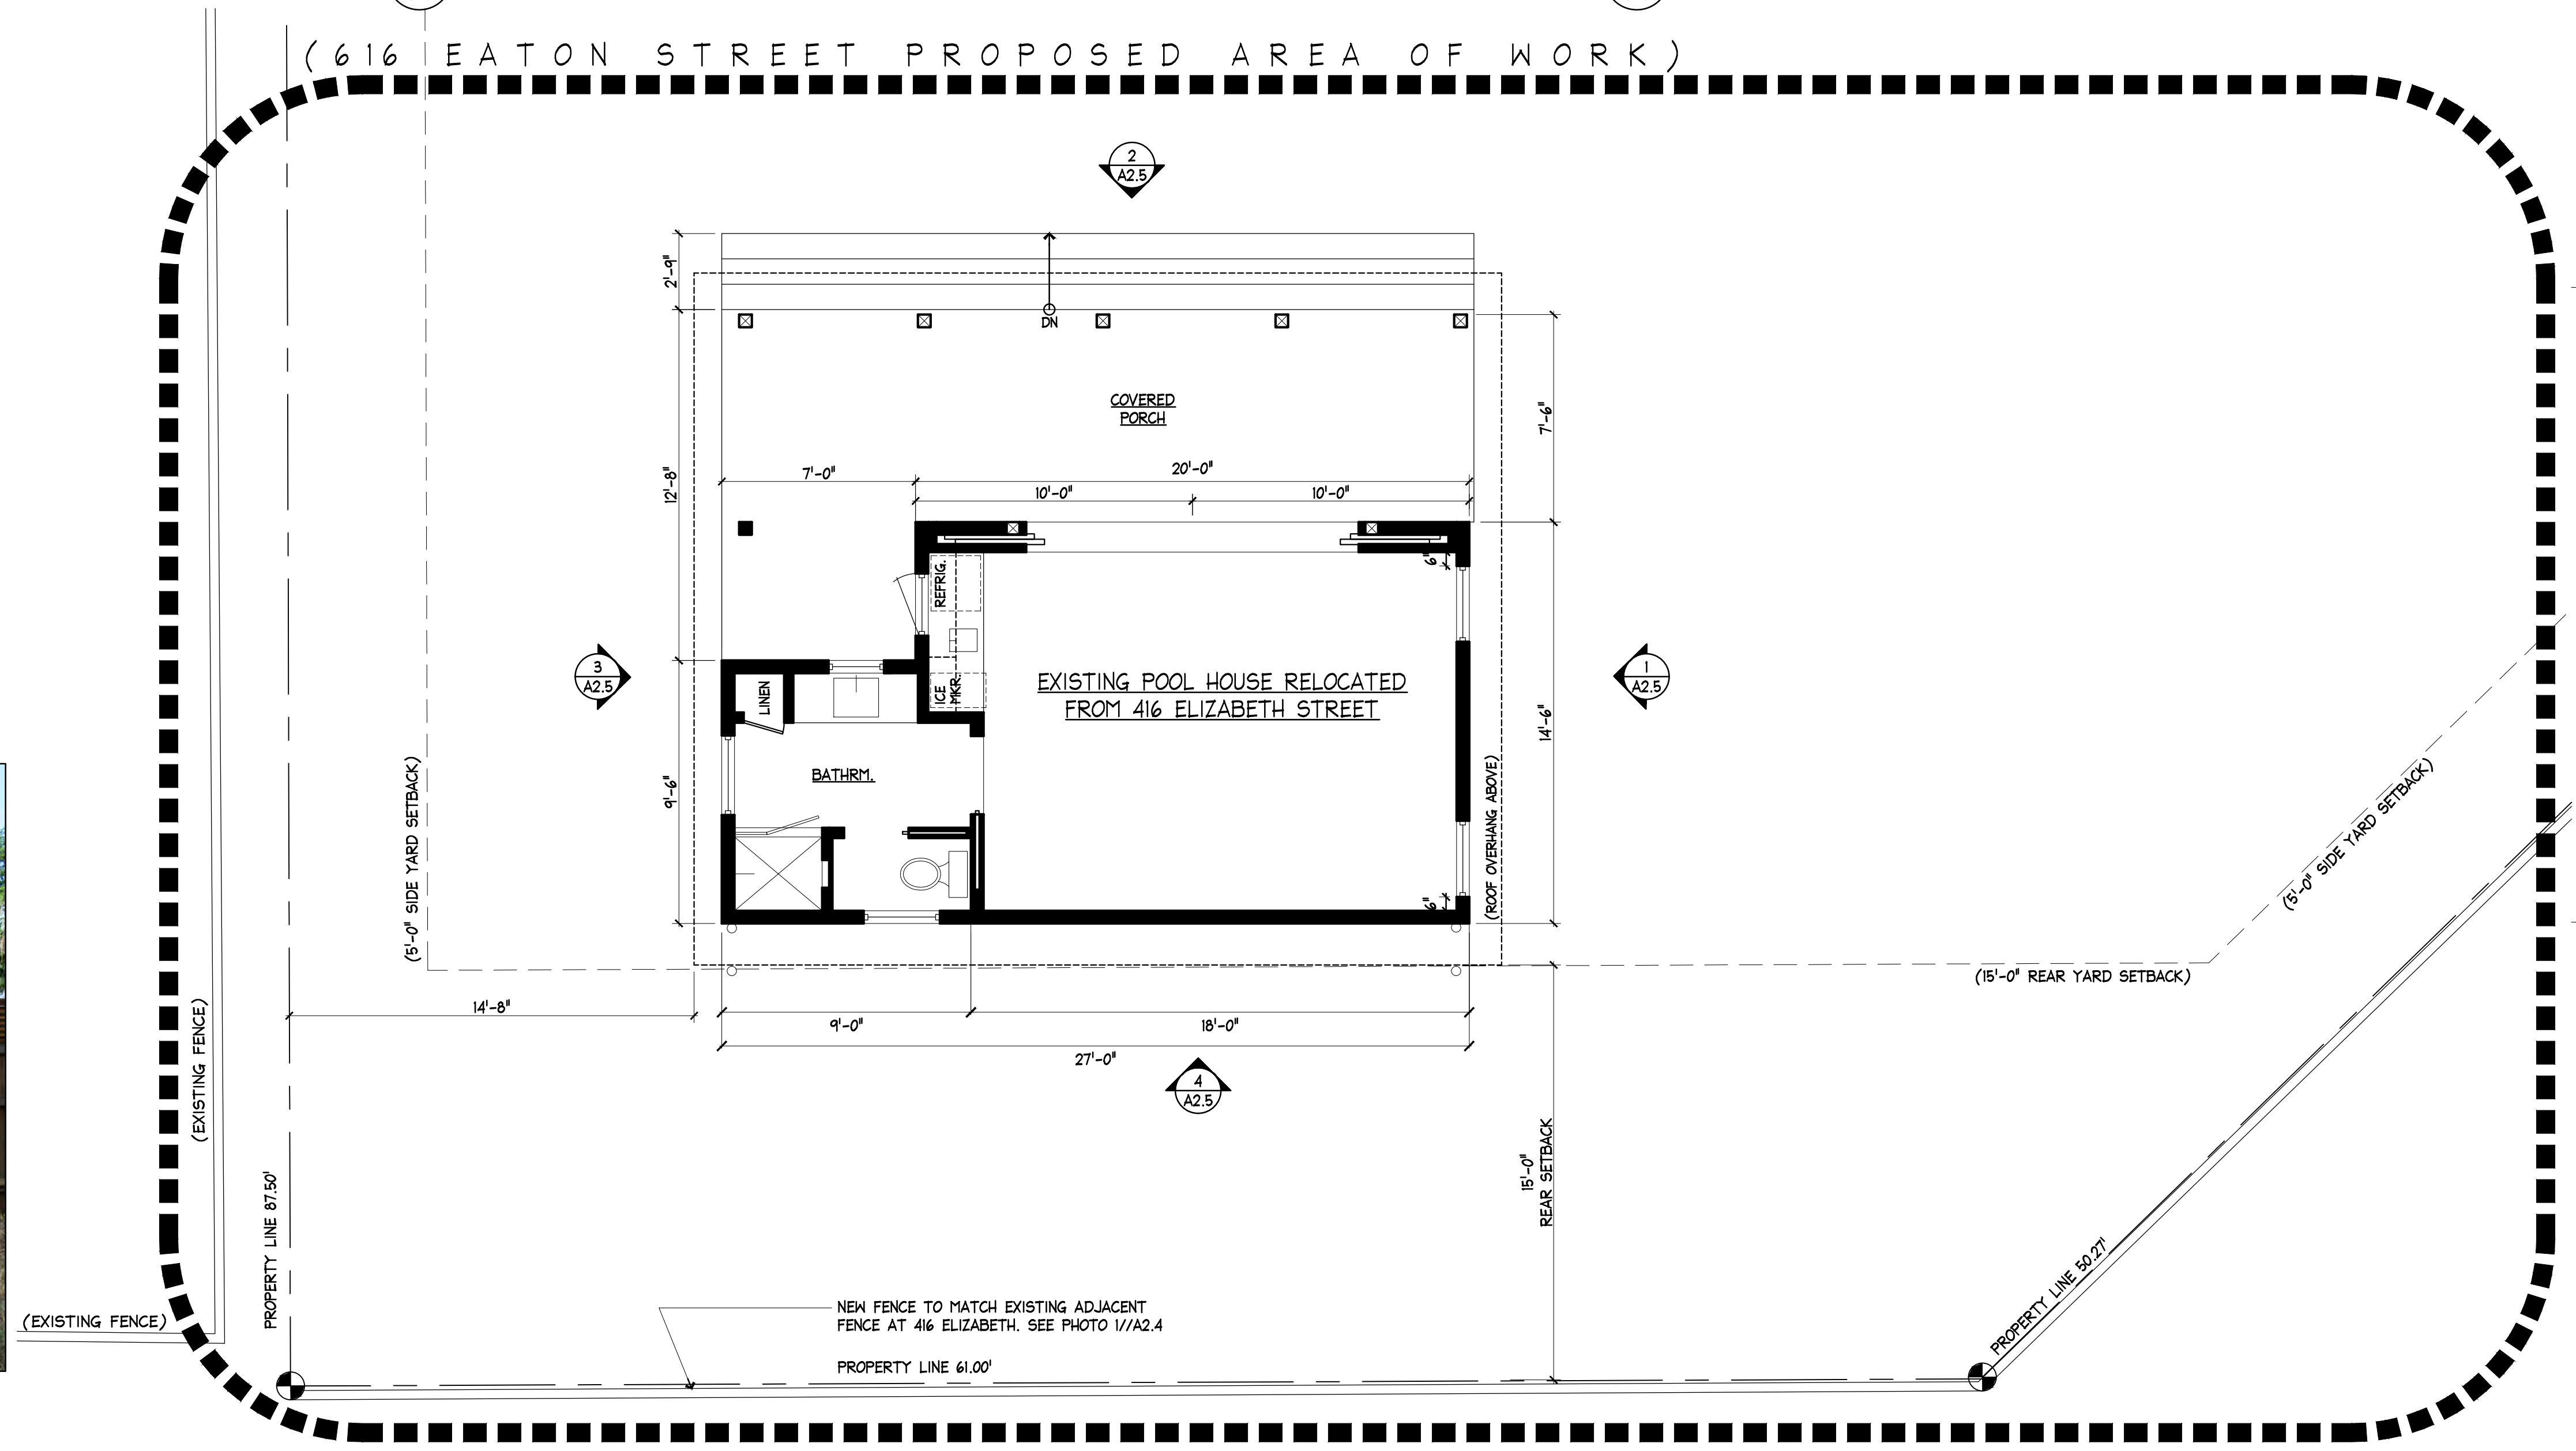 (616 EATON STREET PROPOSED AREA OF WORK)
2
A2.5
2'-9"
DN
COVERED
PORCH
7'-6"
12'-8"
7'-0"
20'-0"
10'-0"
10'-0"
6"
REFRIG.
3
A2.5
LINEN
ICE
MKR.
EXISTING POOL HOUSE RELOCATED
FROM 416 ELIZABETH STREET
1
A2.5
14'-6"
9'-6"
BATHRM.
(5'-0" SIDE YARD SETBACK)
(ROOF OVERHANG ABOVE)
(5'-0" SIDE YARD SETBACK)
6"
(15'-0" REAR YARD SETBACK)
14'-8"
9'-0"
18'-0"
27'-0"
(EXISTING FENCE)
4
A2.5
15'-0"
REAR SETBACK
PROPERTY LINE 87.50'
PROPERTY LINE 50.27'
(EXISTING FENCE)
NEW FENCE TO MATCH EXISTING ADJACENT
FENCE AT 416 ELIZABETH. SEE PHOTO 1//A2.4
PROPERTY LINE 61.00'